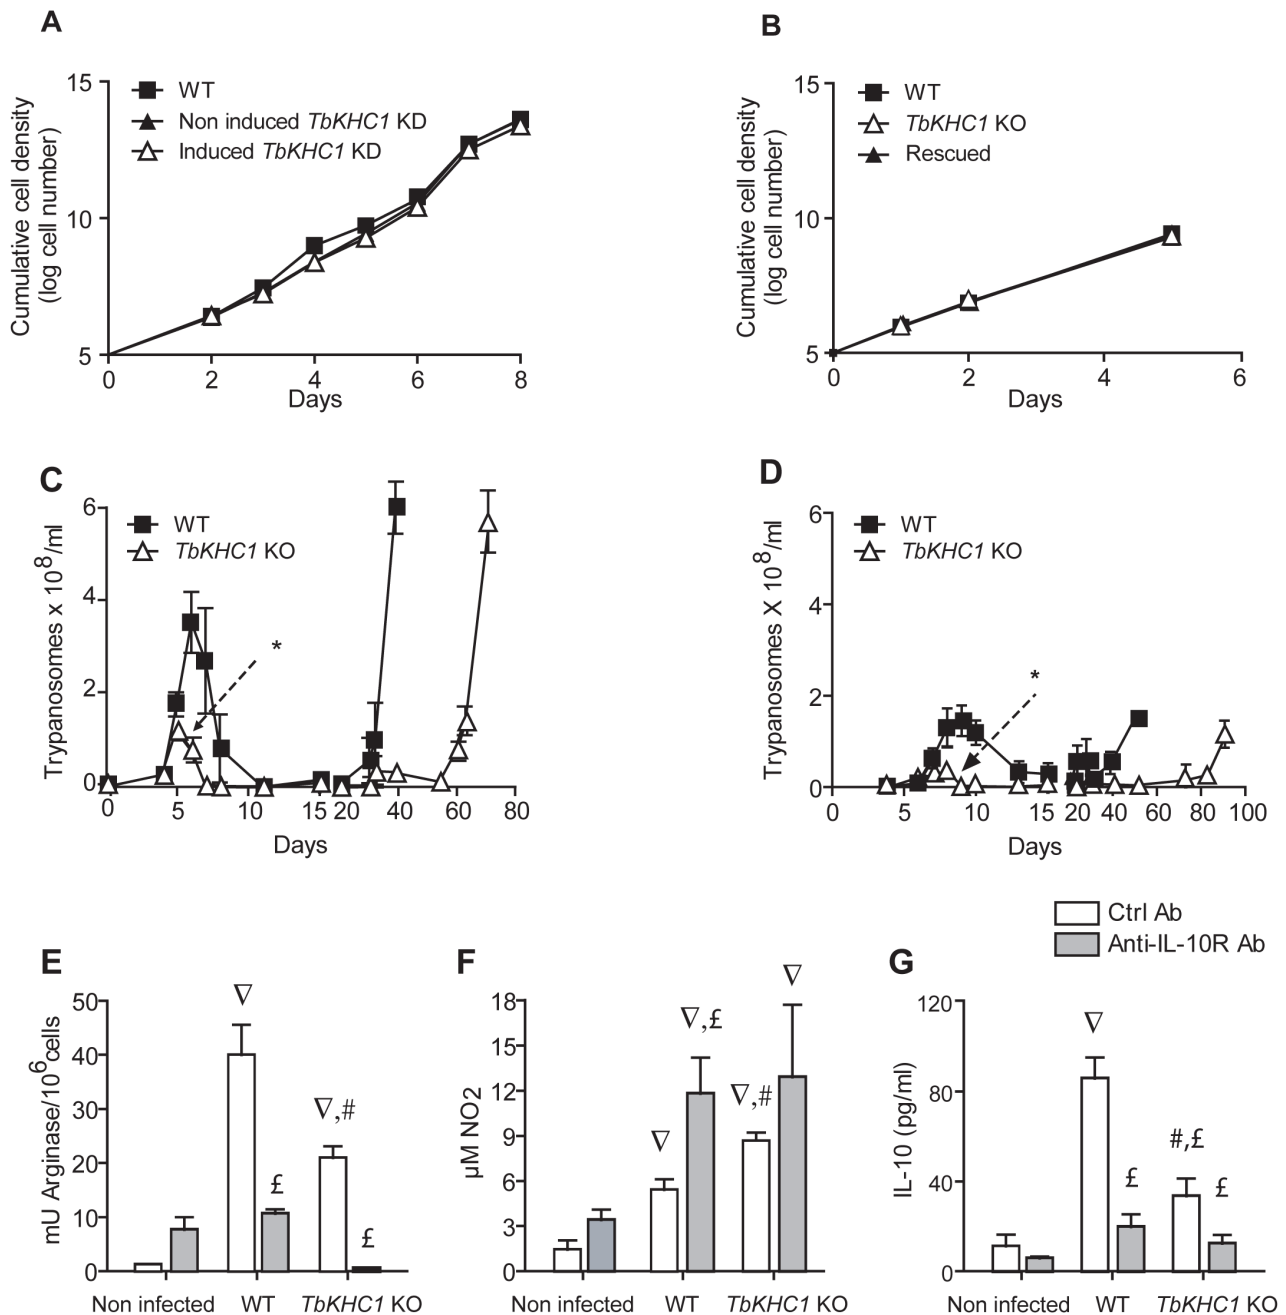 A
15
10
5
Cumulative cell density
(log cell number)
WT
Non induced TbKHC1 KD
Induced TbKHC1 KD
0 2 4 6 8
Days
B
15
10
5
Cumulative cell density
(log cell number)
WT
TbKHC1 KO
Rescued
0 2 4 6
Days
C
6
4
2
0
Trypanosomes x 10^8/ml
WT
TbKHC1 KO
*
0 5 10 15 20 40 60 80
Days
D
6
4
2
0
Trypanosomes X 10^8/ml
WT
TbKHC1 KO
*
0 5 10 15 20 40 60 80 100
Days
Ctrl Ab
Anti-IL-10R Ab
E
50
40
30
20
10
0
mU Arginase/10^6cells
∇
£
∇,#
£
Non infected WT TbKHC1 KO
F
18
15
12
9
6
3
0
µM NO2
∇
∇,£
∇,#
∇
Non infected WT TbKHC1 KO
G
120
80
40
0
IL-10 (pg/ml)
∇
£
#,£
£
Non infected WT TbKHC1 KO